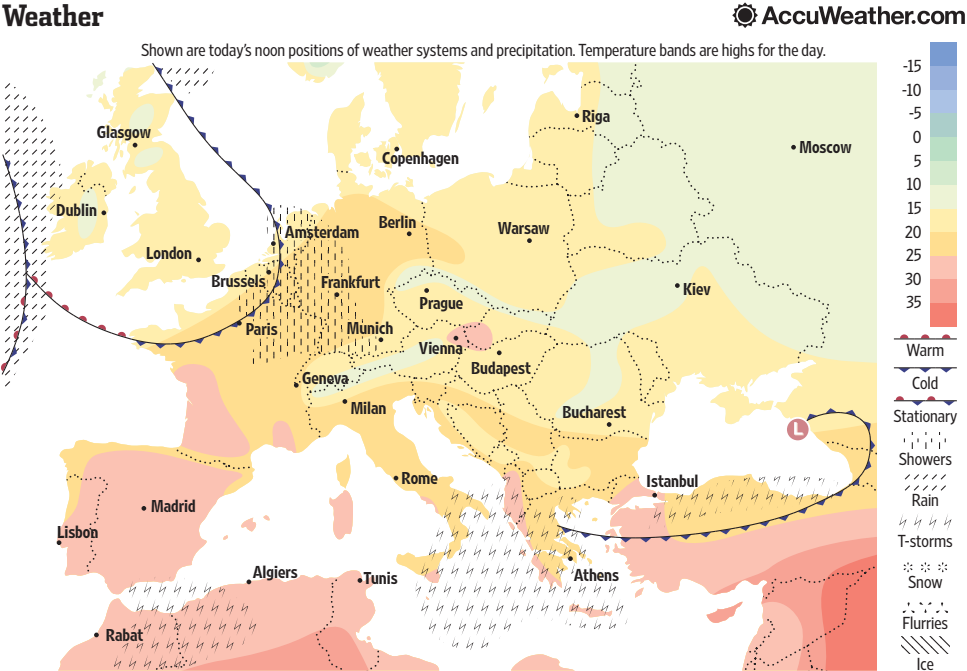 Weather
AccuWeather.com
Shown are today's noon positions of weather systems and precipitation. Temperature bands are highs for the day.
-15
-10
-5
0
5
10
15
20
25
30
35
Warm
Cold
Stationary
Showers
Rain
T-storms
Snow
Flurries
Ice
Riga
Glasgow
Moscow
Copenhagen
Dublin
Berlin
Amsterdam
Warsaw
London
Brussels
Frankfurt
Kiev
Prague
Paris
Munich
Vienna
Budapest
Genova
Milan
Bucharest
L
Rome
Istanbul
Madrid
Lisbon
Algiers
Tunis
Athens
Rabat